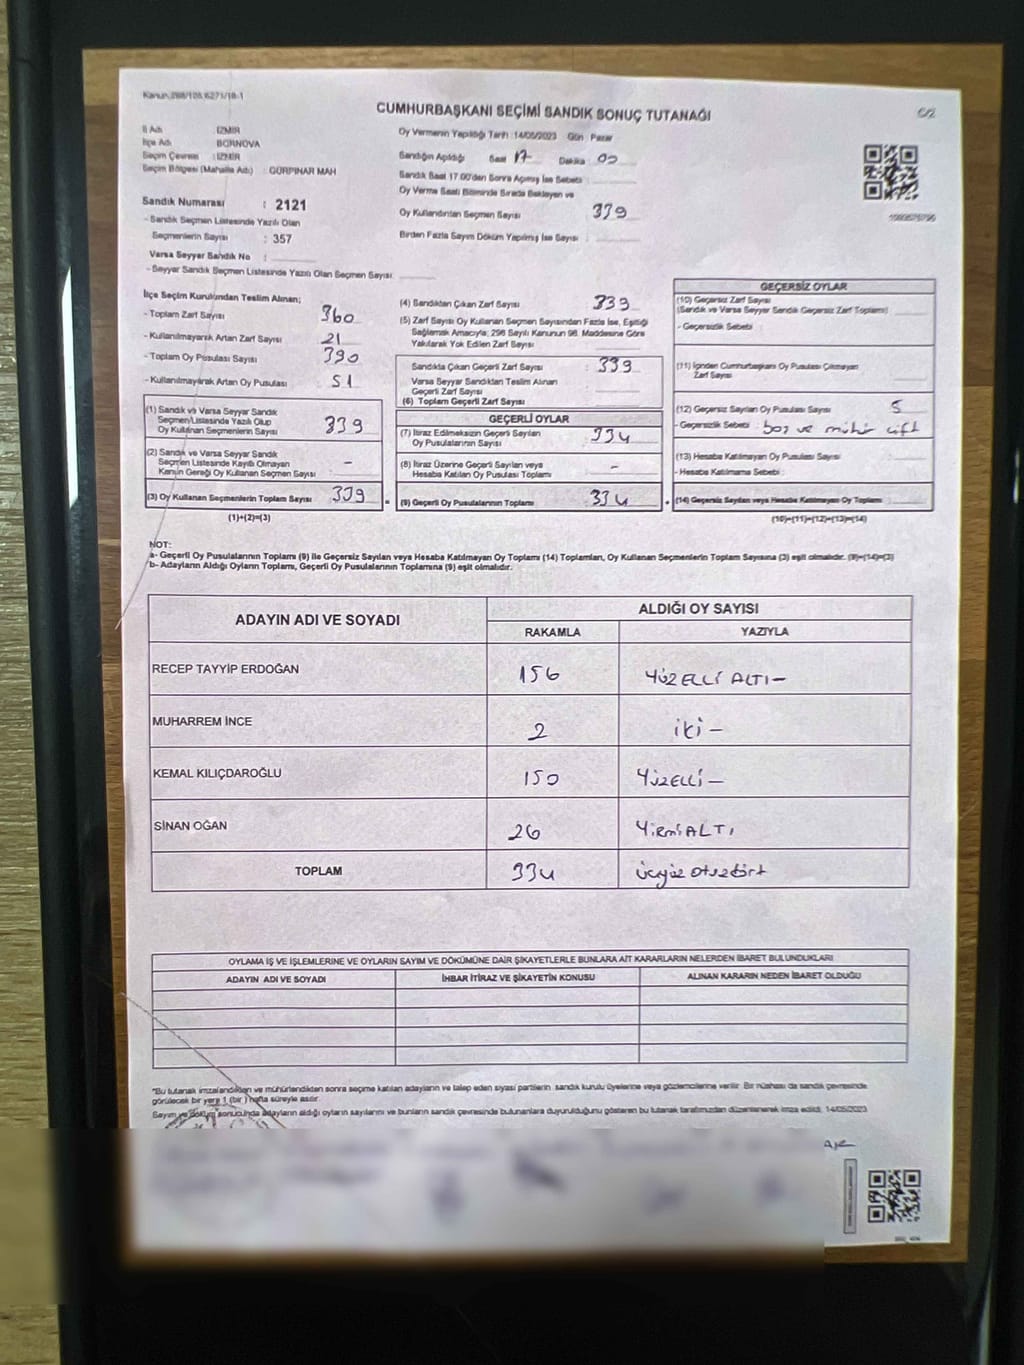 CUMHURBAŞKANI SEÇİMİ SANDIK SONUÇ TUTANAĞI
İl Adı : İZMİR
İlçe Adı : BORNOVA
Seçim Çevresi : İZMİR
Seçim Bölgesi (Mahalle Adı) : GÜRPINAR MAH
Sandık Numarası : 2121
- Sandık Seçmen Listesinde Yazılı Olan
Seçmenlerin Sayısı : 357
Varsa Seyyar Sandık No :
- Seyyar Sandık Seçmen Listesinde Yazılı Olan Seçmen Sayısı:
Oy Vermenin Yapıldığı Tarih : 14/05/2023 Gün : Pazar
Sandığın Açıldığı Saat 17 Dakika 00
Sandık Saat 17.00'den Sonra Açılmış İse Sebebi :
Oy Verme Saati Bitiminde Sırada Bekleyen ve
Oy Kullandırılan Seçmen Sayısı 339
Birden Fazla Sayım Döküm Yapılmış İse Sayısı :
İlçe Seçim Kurulundan Teslim Alınan;
- Toplam Zarf Sayısı 360
- Kullanılmayarak Artan Zarf Sayısı 21
- Toplam Oy Pusulası Sayısı 390
- Kullanılmayarak Artan Oy Pusulası 51
(1) Sandık ve Varsa Seyyar Sandık
Seçmen Listesinde Yazılı Olup
Oy Kullanan Seçmenlerin Sayısı 339
(2) Sandık ve Varsa Seyyar Sandık
Seçmen Listesinde Kayıtlı Olmayan
Kanun Gereği Oy Kullanan Seçmen Sayısı -
(3) Oy Kullanan Seçmenlerin Toplam Sayısı 339
(1)+(2)=(3)
(4) Sandıktan Çıkan Zarf Sayısı 339
(5) Zarf Sayısı Oy Kullanan Seçmen Sayısından Fazla İse, Eşitliği
Sağlamak Amacıyla; 298 Sayılı Kanunun 98. Maddesine Göre
Yakılarak Yok Edilen Zarf Sayısı
Sandıkta Çıkan Geçerli Zarf Sayısı : 339
Varsa Seyyar Sandıktan Teslim Alınan
Geçerli Zarf Sayısı
(6) Toplam Geçerli Zarf Sayısı
GEÇERLİ OYLAR
(7) İtiraz Edilmeksizin Geçerli Sayılan
Oy Pusulalarının Sayısı 334
(8) İtiraz Üzerine Geçerli Sayılan veya
Hesaba Katılan Oy Pusulası Toplamı -
(9) Geçerli Oy Pusulalarının Toplamı 334
GEÇERSİZ OYLAR
(10) Geçersiz Zarf Sayısı
(Sandık ve Varsa Seyyar Sandık Geçersiz Zarf Toplamı)
- Geçersizlik Sebebi :
(11) İçinden Cumhurbaşkanı Oy Pusulası Çıkmayan
Zarf Sayısı
(12) Geçersiz Sayılan Oy Pusulası Sayısı 5
- Geçersizlik Sebebi : boş ve mühür çift
(13) Hesaba Katılmayan Oy Pusulası Sayısı
- Hesaba Katılmama Sebebi :
(14) Geçersiz Sayılan veya Hesaba Katılmayan Oy Toplamı
(10)+(11)+(12)+(13)=(14)
NOT:
a- Geçerli Oy Pusulalarının Toplamı (9) ile Geçersiz Sayılan veya Hesaba Katılmayan Oy Toplamı (14) Toplamları, Oy Kullanan Seçmenlerin Toplam Sayısına (3) eşit olmalıdır. (9)+(14)=(3)
b- Adayların Aldığı Oyların Toplamı, Geçerli Oy Pusulalarının Toplamına (9) eşit olmalıdır.
ADAYIN ADI VE SOYADI ALDIĞI OY SAYISI
RAKAMLA YAZIYLA
RECEP TAYYİP ERDOĞAN 156 YÜZELLİ ALTI-
MUHARREM İNCE 2 iki-
KEMAL KILIÇDAROĞLU 150 YÜZELLİ-
SİNAN OĞAN 26 YİRMİALTI
TOPLAM 334 üçyüz otuzdört
OYLAMA İŞ VE İŞLEMLERİNE VE OYLARIN SAYIM VE DÖKÜMÜNE DAİR ŞİKAYETLERLE BUNLARA AİT KARARLARIN NELERDEN İBARET BULUNDUKLARI
ADAYIN ADI VE SOYADI İHBAR İTİRAZ VE ŞİKAYETİN KONUSU ALINAN KARARIN NEDEN İBARET OLDUĞU
"Bu tutanak imzalandıktan ve mühürlendikten sonra seçime katılan adayların ve talep eden siyasi partilerin, sandık kurulu üyelerine veya gözlemcilerine verilir. Bir nüshası da sandık çevresinde
görülecek bir yere 1 (bir) hafta süreyle asılır.
Sayım ve döküm sonucunda adayların aldığı oyların sayılarını ve bunların sandık çevresinde bulunanlara duyurulduğunu gösteren bu tutanak tarafımızdan düzenlenerek imza edildi. 14/05/2023